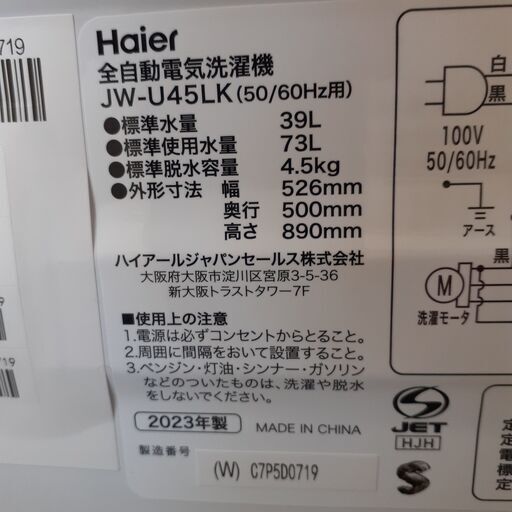 719
Haier
全自動電気洗濯機
JW-U45LK(50/60Hz用)
●標準水量 39L
●標準使用水量 73L
●標準脱水容量 4.5kg
●外形寸法 幅 526mm
奥行 500mm
高さ 890mm
ハイアールジャパンセールス株式会社
大阪府大阪市淀川区宮原3-5-36
新大阪トラストタワー7F
■使用上の注意
1.電源は必ずコンセントからとること。
2.周囲に間隔をおいて設置すること。
3.ベンジン・灯油・シンナー・ガソリン
などのついたものは、洗濯や脱水
をしないでください。
2023年製 MADE IN CHINA
製造番号 (W) C7P5D0719
白
黒
100V
50/60Hz
アース
黒
M
洗濯モータ
JET
HJH
719